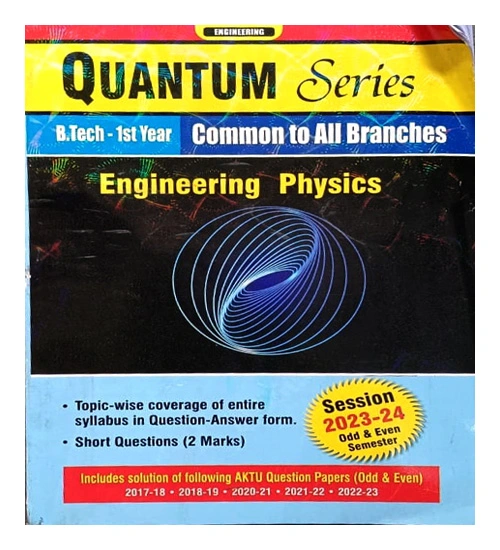 ENGINEERING
QUANTUM Series
B.Tech - 1st Year Common to All Branches
Engineering Physics
• Topic-wise coverage of entire
syllabus in Question-Answer form.
• Short Questions (2 Marks)
Session
2023-24
Odd & Even
Semester
Includes solution of following AKTU Question Papers (Odd & Even)
2017-18 • 2018-19 • 2020-21 • 2021-22 • 2022-23